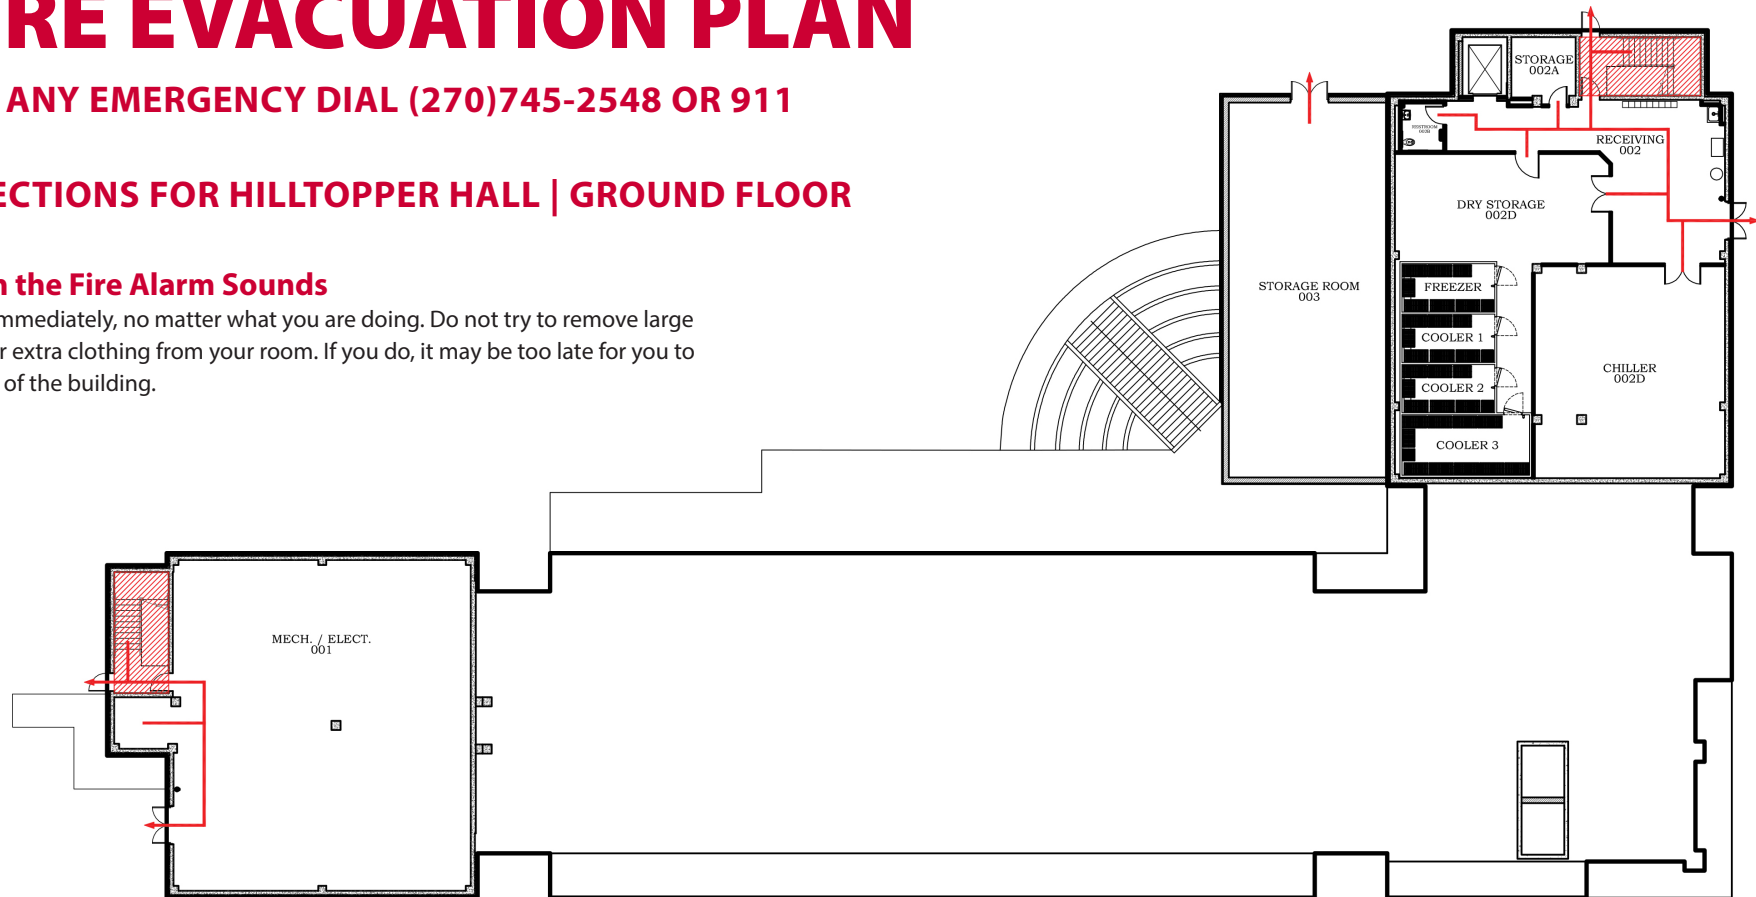 RE EVACUATION PLAN
ANY EMERGENCY DIAL (270)745-2548 OR 911
ECTIONS FOR HILLTOPPER HALL | GROUND FLOOR
n the Fire Alarm Sounds
mmediately, no matter what you are doing. Do not try to remove large
r extra clothing from your room. If you do, it may be too late for you to
of the building.
STORAGE
002A
RESTROOM
002B
RECEIVING
002
DRY STORAGE
002D
STORAGE ROOM
003
FREEZER
COOLER 1
COOLER 2
COOLER 3
CHILLER
002D
MECH. / ELECT.
001